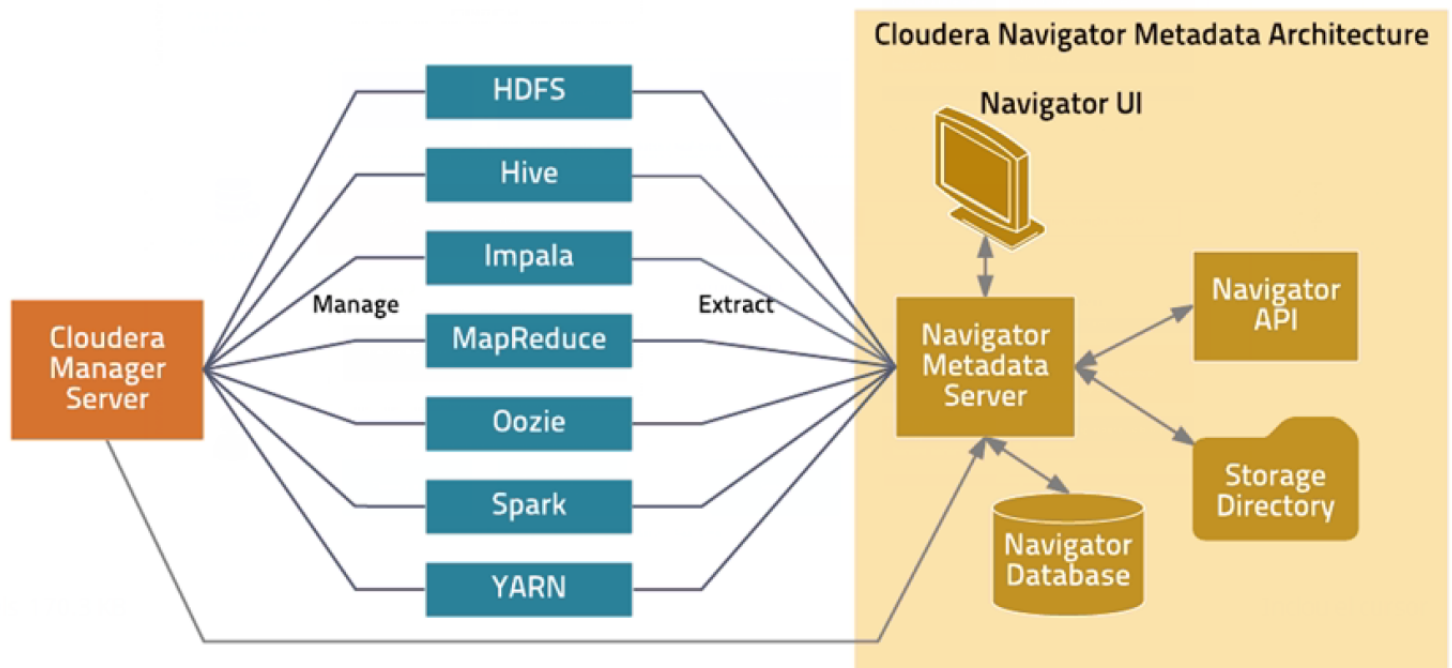 Cloudera Navigator Metadata Architecture
Navigator UI
HDFS
Hive
Impala
Manage
Extract
MapReduce
Oozie
Spark
YARN
Cloudera
Manager
Server
Navigator
Metadata
Server
Navigator
API
Storage
Directory
Navigator
Database